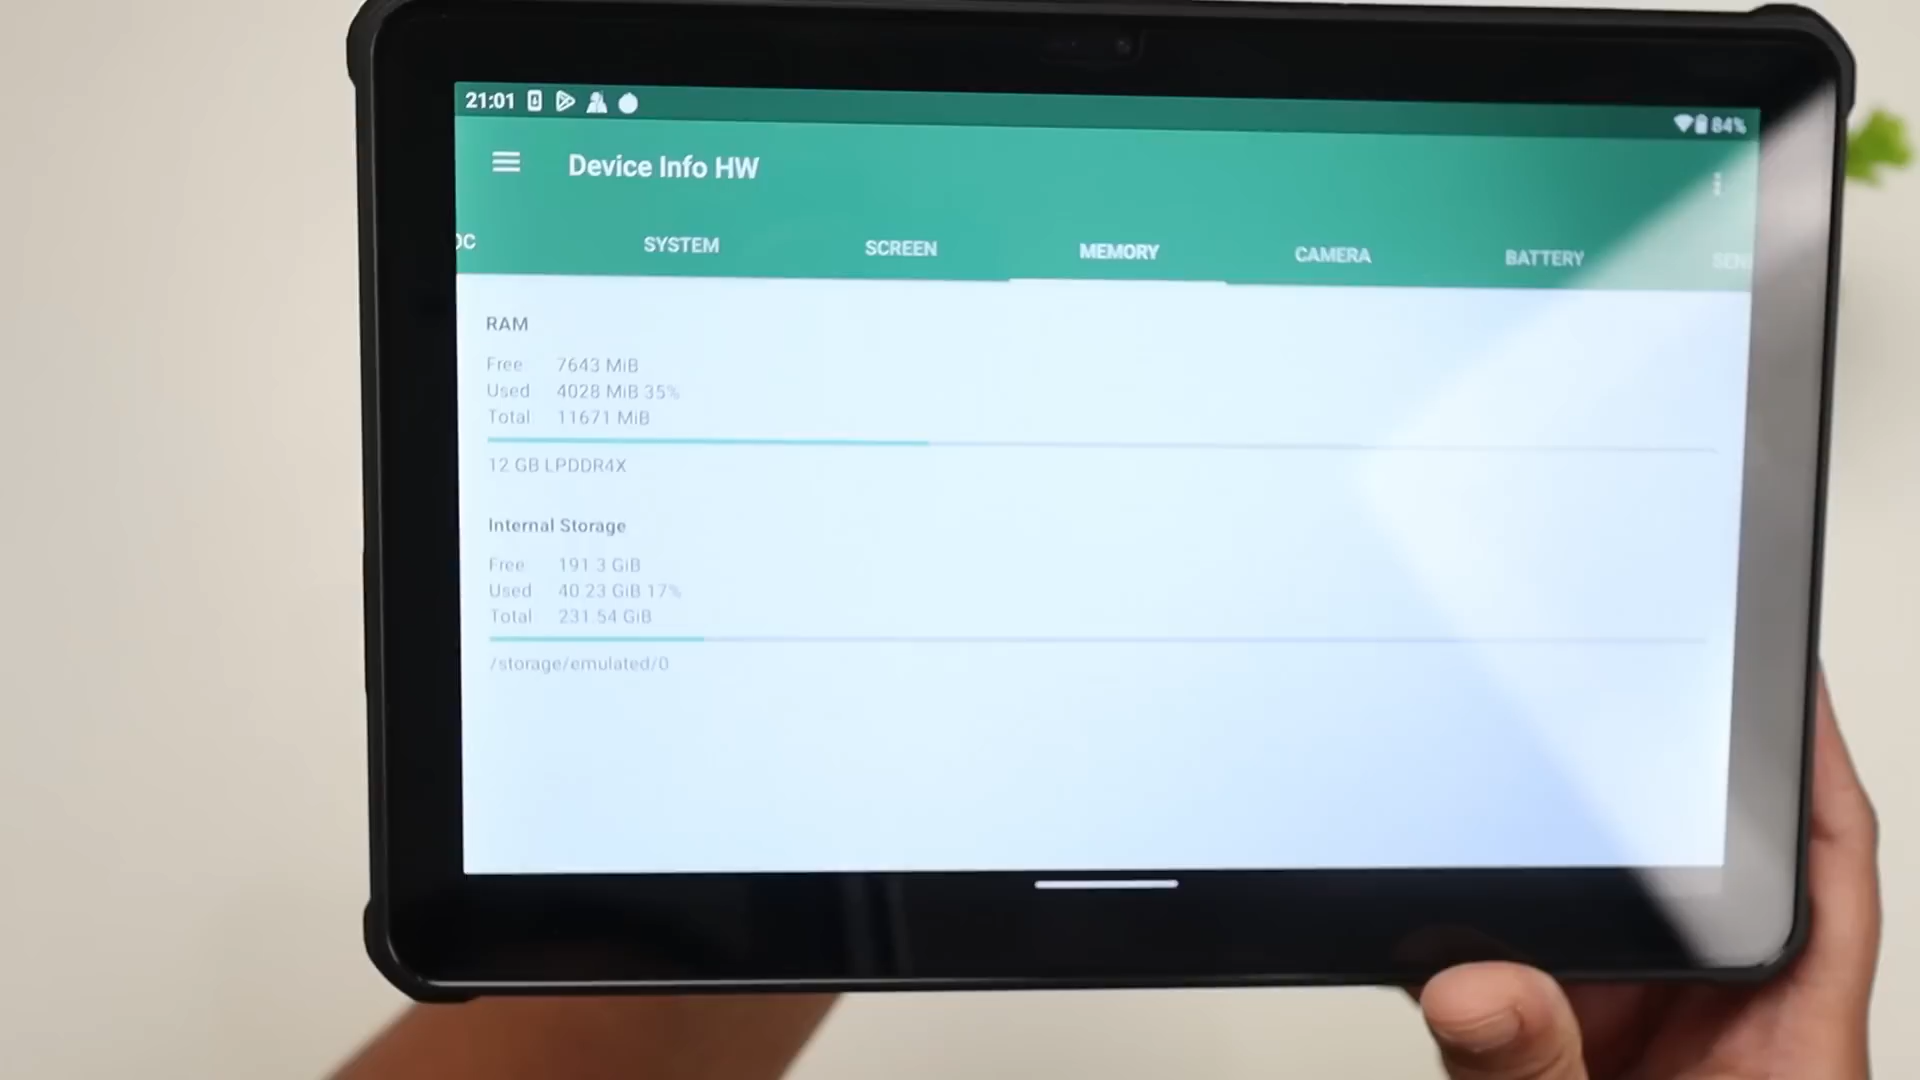 21:01 84%
Device Info HW
SYSTEM SCREEN MEMORY CAMERA BATTERY
RAM
Free 7643 MiB
Used 4028 MiB 35%
Total 11671 MiB
12 GB LPDDR4X
Internal Storage
Free 191.3 GiB
Used 40.23 GiB 17%
Total 231.54 GiB
/storage/emulated/0